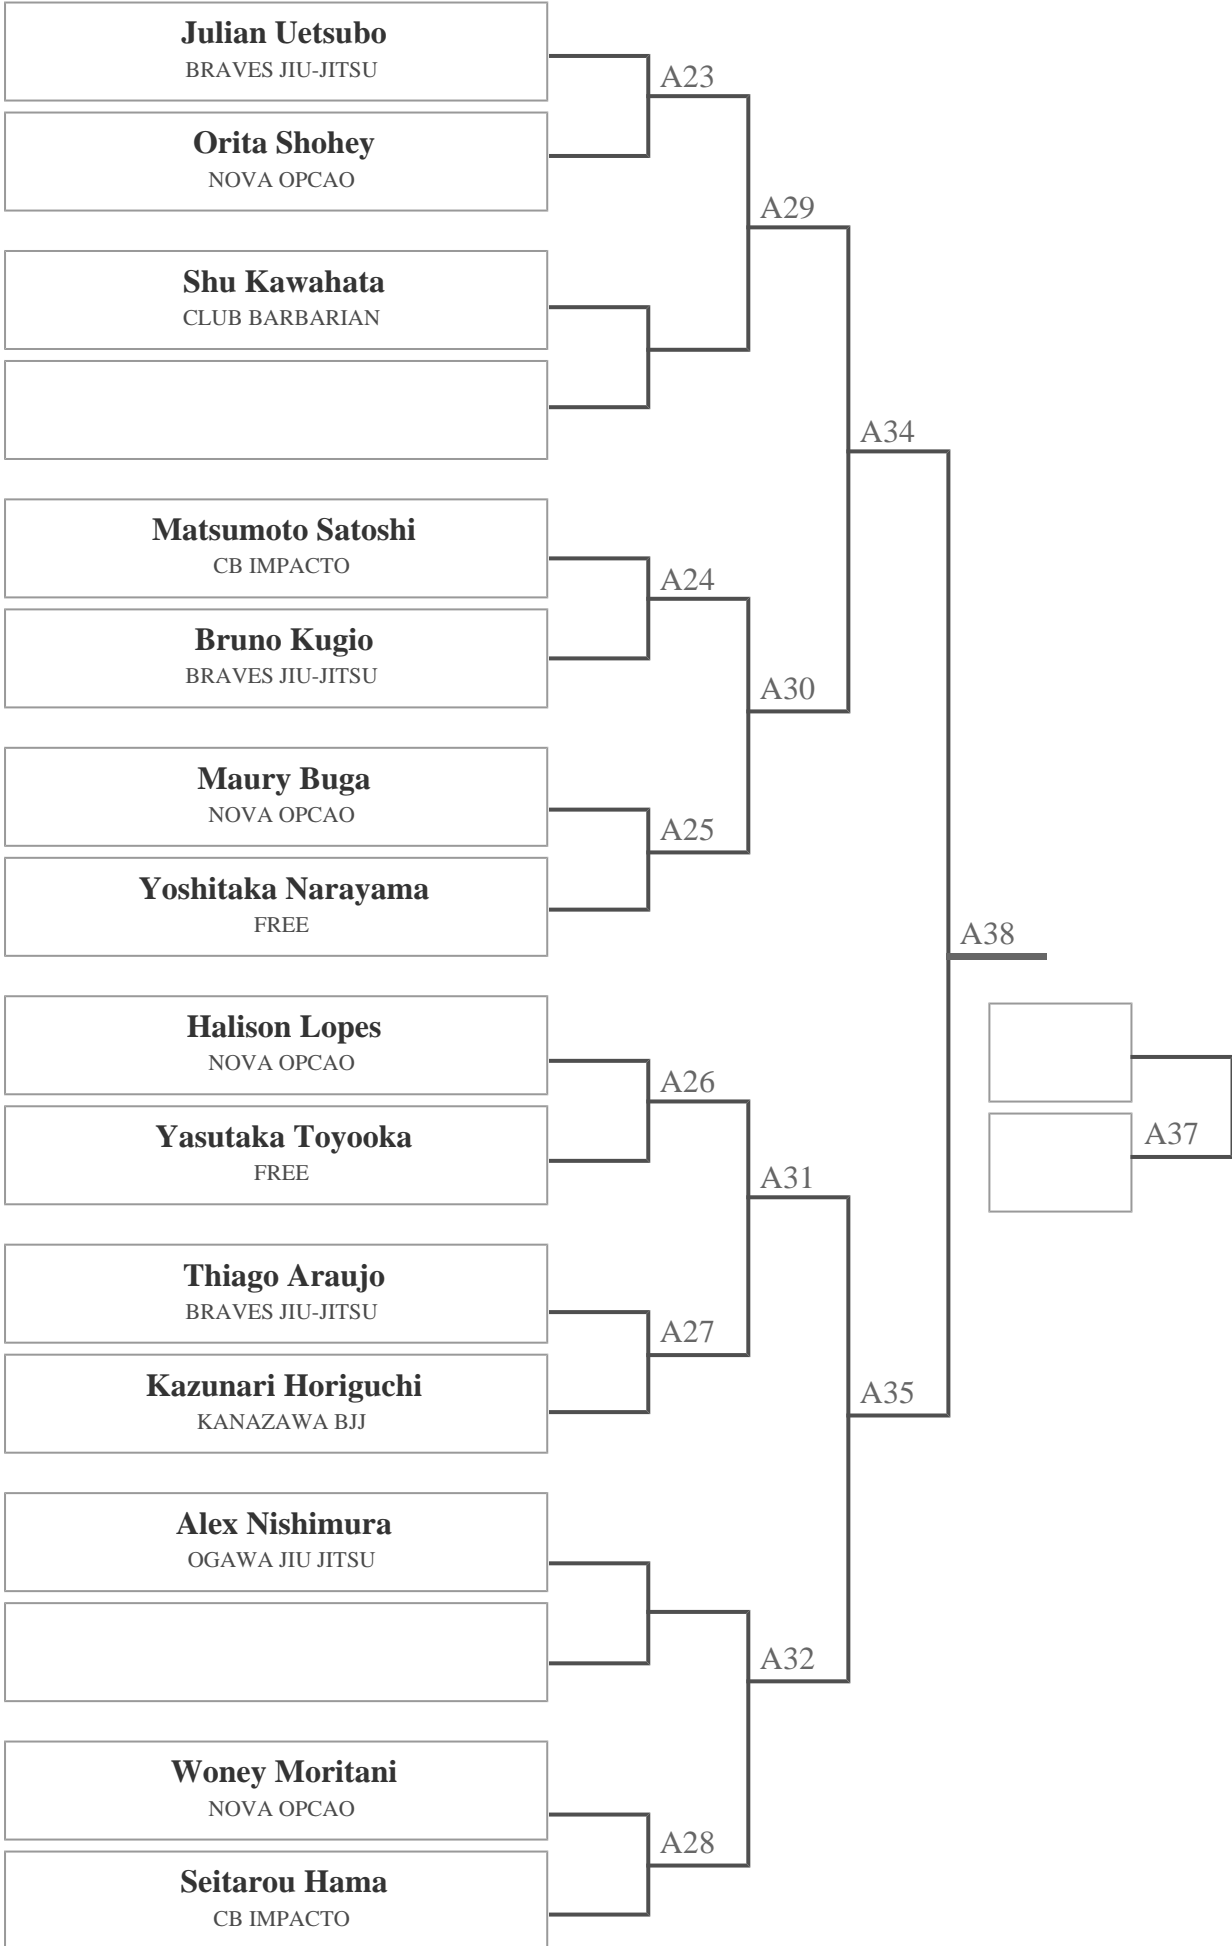 Julian Uetsubo
BRAVES JIU-JITSU
A23
Orita Shohey
NOVA OPCAO
A29
Shu Kawahata
CLUB BARBARIAN
A34
Matsumoto Satoshi
CB IMPACTO
A24
Bruno Kugio
BRAVES JIU-JITSU
A30
Maury Buga
NOVA OPCAO
A25
Yoshitaka Narayama
FREE
A38
Halison Lopes
NOVA OPCAO
A26
Yasutaka Toyooka
FREE
A37
A31
Thiago Araujo
BRAVES JIU-JITSU
A27
Kazunari Horiguchi
KANAZAWA BJJ
A35
Alex Nishimura
OGAWA JIU JITSU
A32
Woney Moritani
NOVA OPCAO
A28
Seitarou Hama
CB IMPACTO